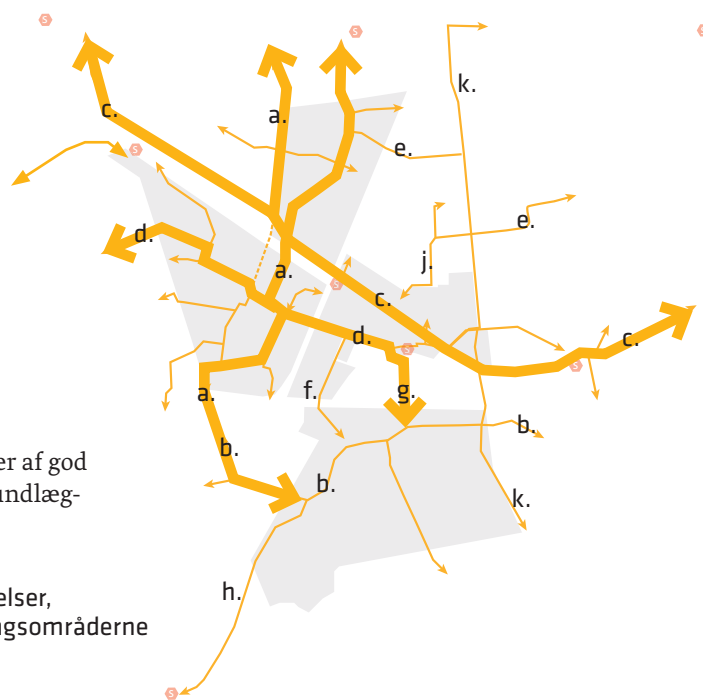 S
S
S
k.
c.
a.
e.
S
e.
d.
a.
j.
S
c.
d.
S
c.
S
a.
f.
g.
b.
b.
b.
k.
er af god
undlæg-
h.
elser,
gsområderne
S